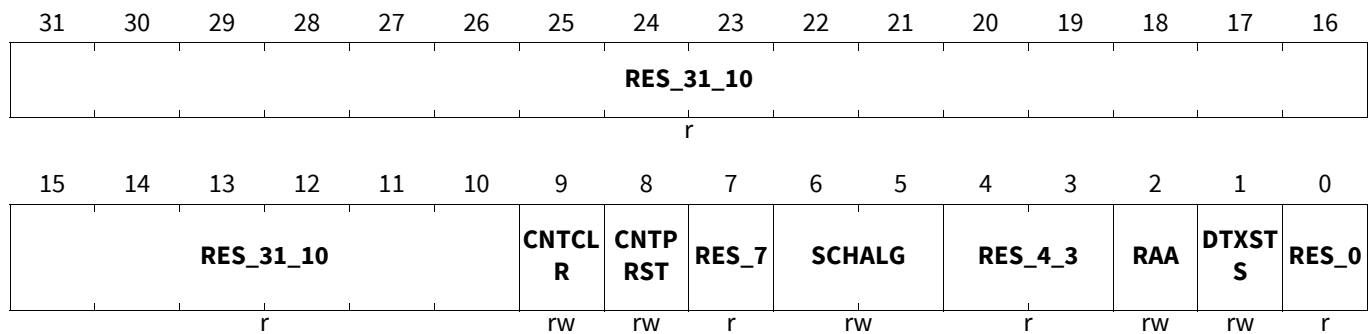 31 30 29 28 27 26 25 24 23 22 21 20 19 18 17 16
RES_31_10
r
15 14 13 12 11 10 9 8 7 6 5 4 3 2 1 0
RES_31_10 CNTCL CNTP RES_7 SCHALG RES_4_3 RAA DTXST RES_0
R RST S
r rw rw r rw r rw rw r